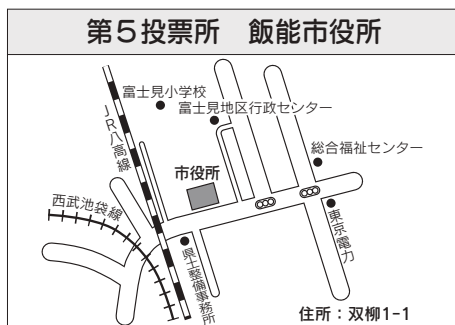 第5投票所　飯能市役所
富士見小学校
富士見地区行政センター
JR八高線
総合福祉センター
市役所
西武池袋線
東京電力
県土整備事務所
住所：双柳1-1